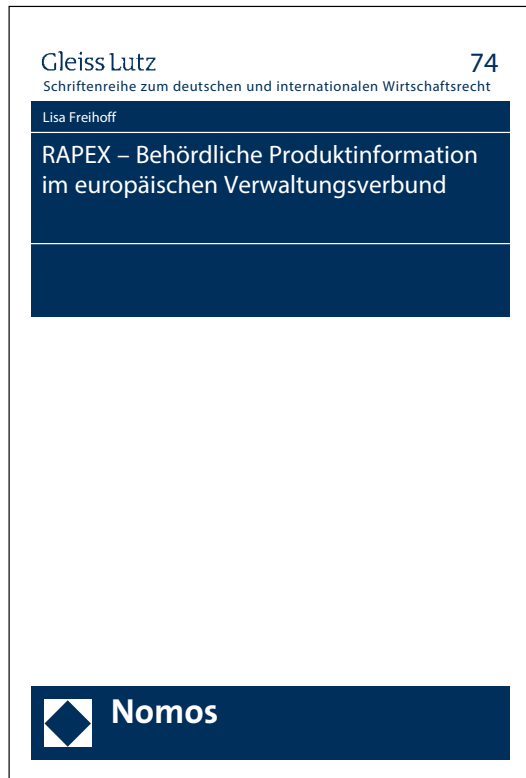 Gleiss Lutz 74
Schriftenreihe zum deutschen und internationalen Wirtschaftsrecht
Lisa Freihoff
RAPEX – Behördliche Produktinformation
im europäischen Verwaltungsverbund
Nomos